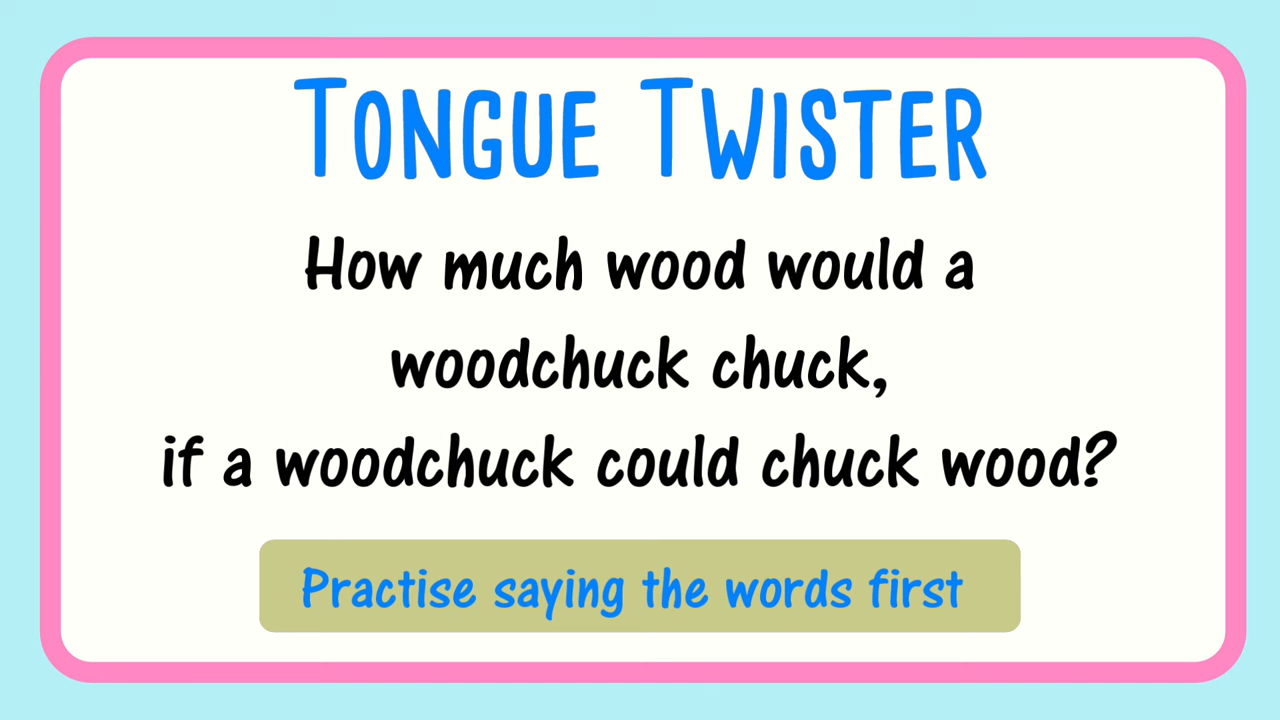 Tongue Twister
How much wood would a
woodchuck chuck,
if a woodchuck could chuck wood?
Practise saying the words first